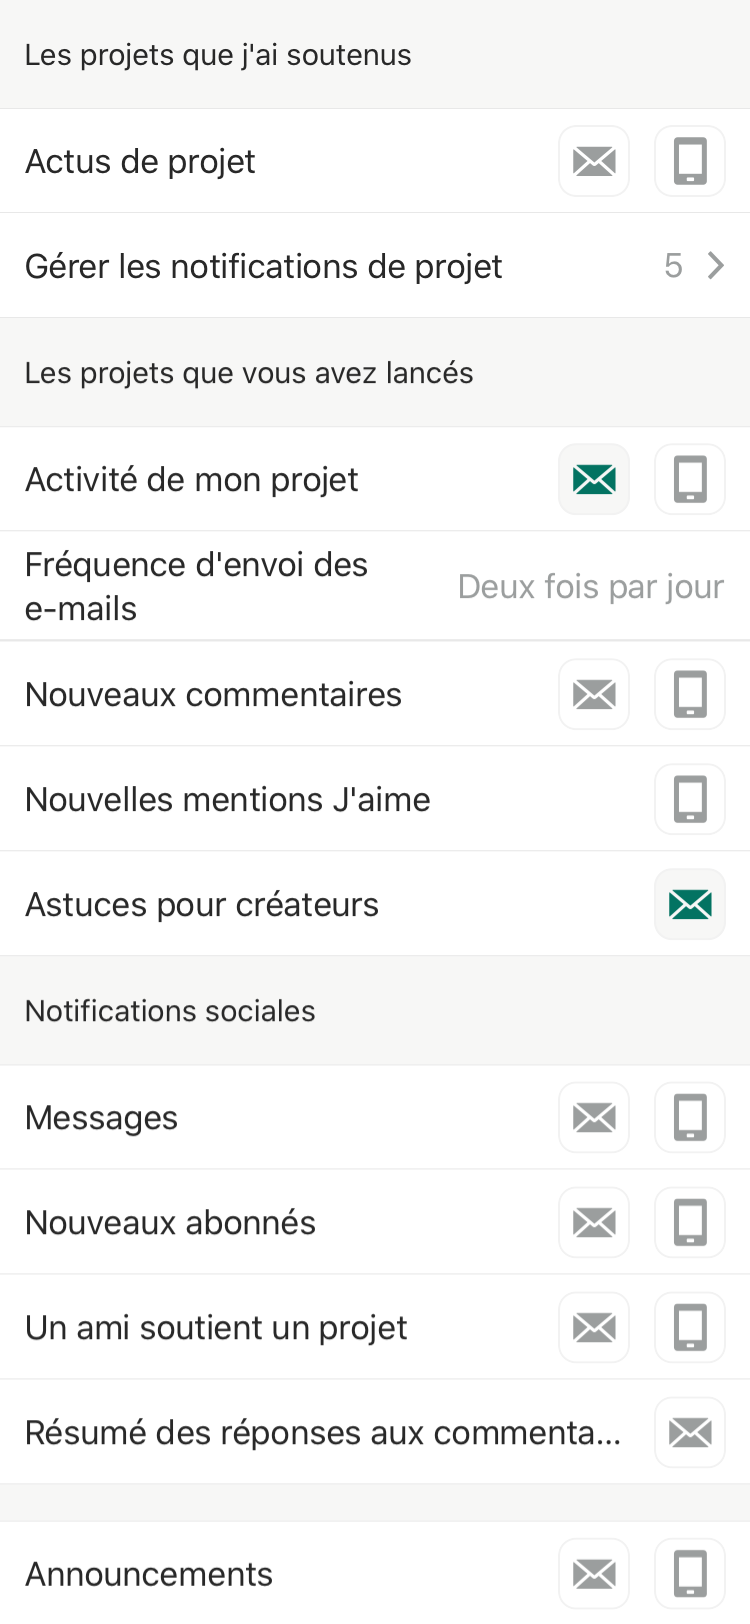 Les projets que j'ai soutenus
Actus de projet
Gérer les notifications de projet 5
Les projets que vous avez lancés
Activité de mon projet
Fréquence d'envoi des
e-mails
Deux fois par jour
Nouveaux commentaires
Nouvelles mentions J'aime
Astuces pour créateurs
Notifications sociales
Messages
Nouveaux abonnés
Un ami soutient un projet
Résumé des réponses aux commenta...
Announcements